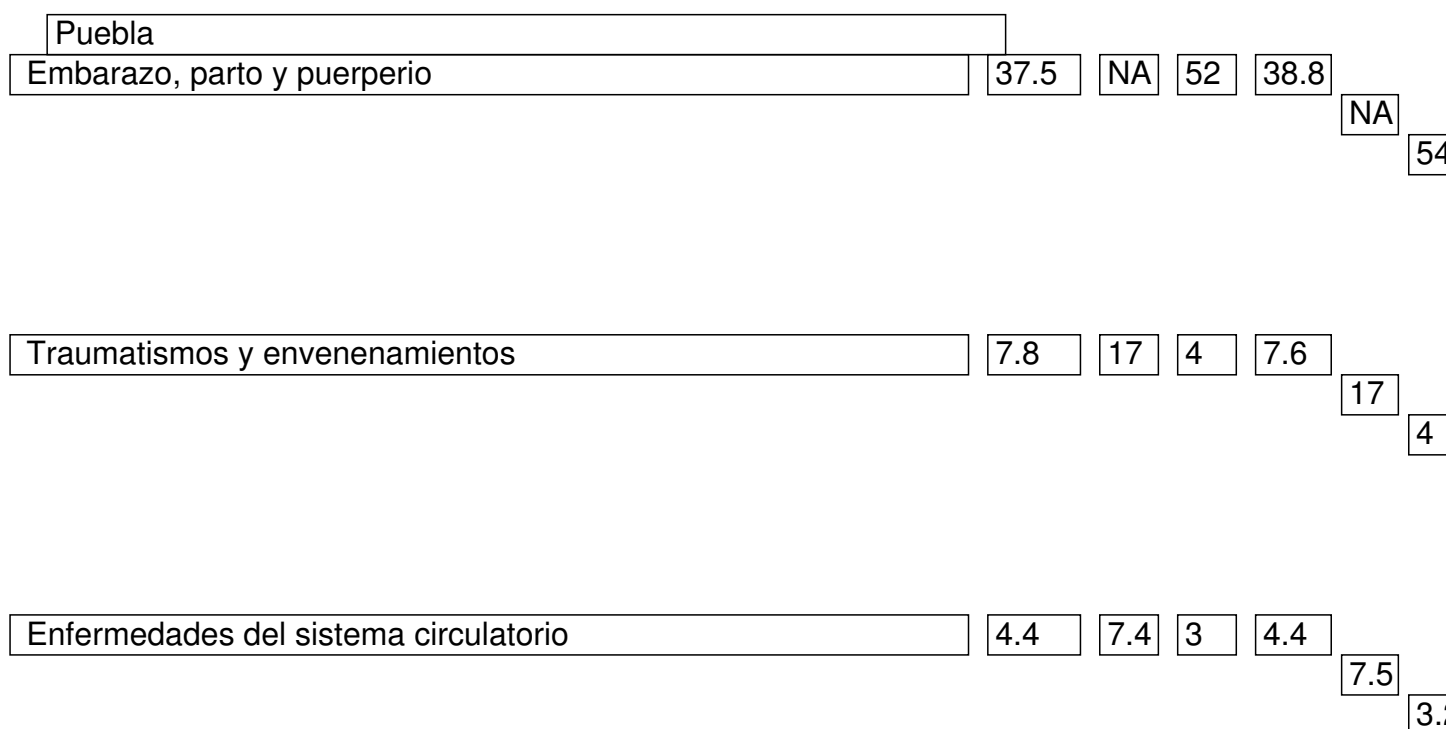 Puebla
Embarazo, parto y puerperio 37.5 NA 52 38.8
NA
54
Traumatismos y envenenamientos 7.8 17 4 7.6
17
4
Enfermedades del sistema circulatorio 4.4 7.4 3 4.4
7.5